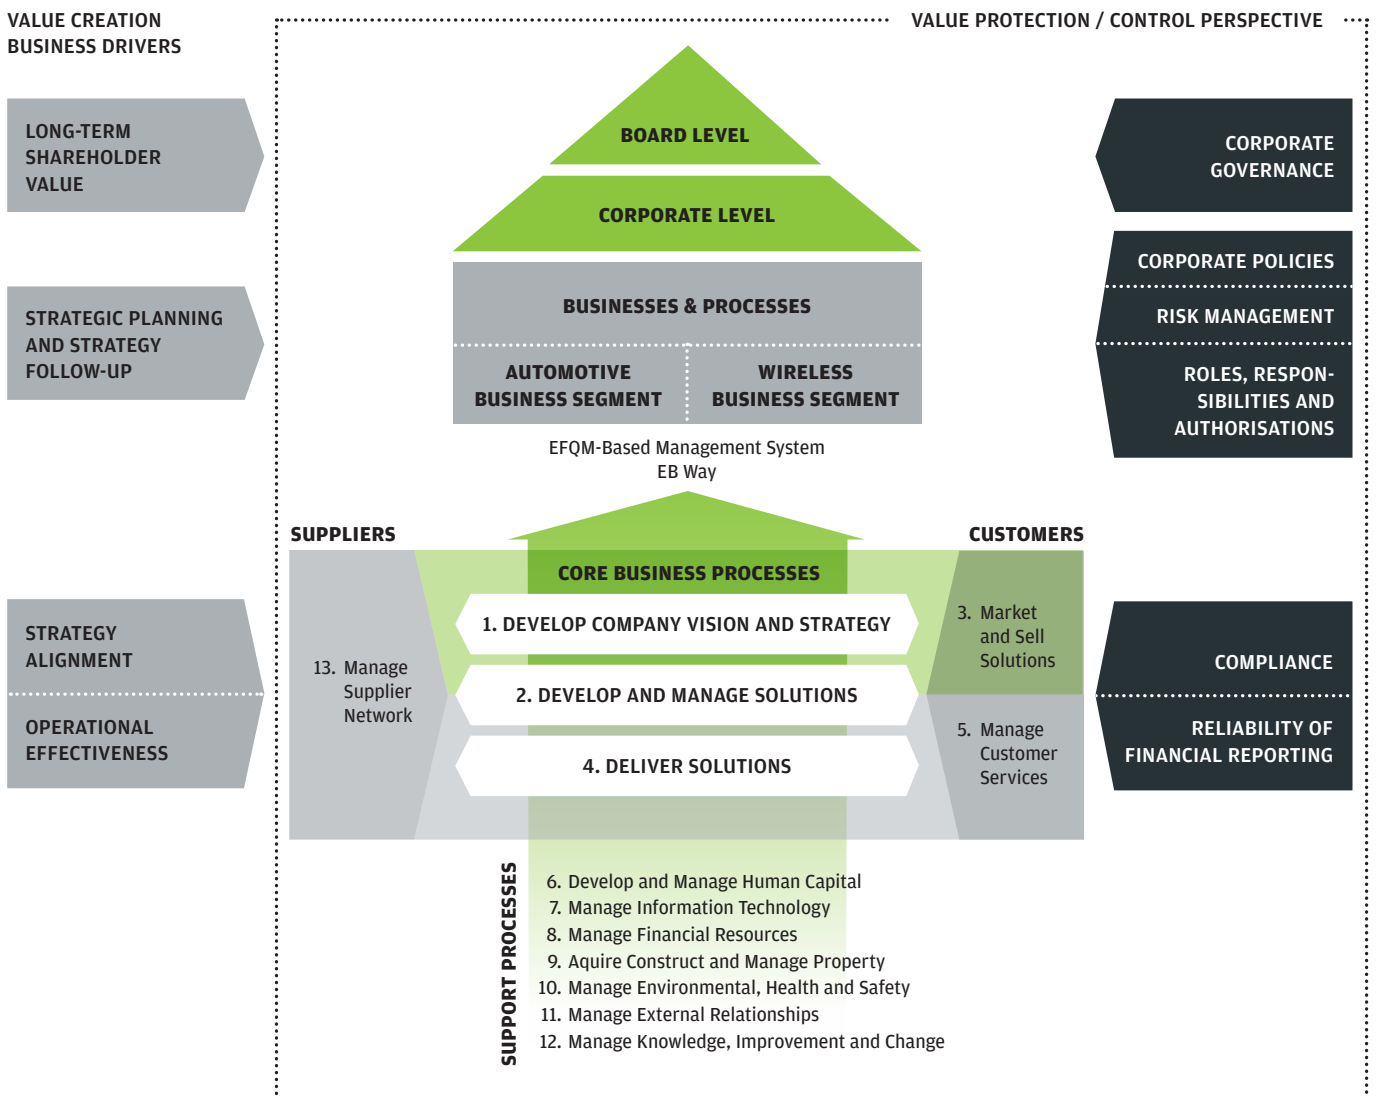 VALUE CREATION
BUSINESS DRIVERS
VALUE PROTECTION / CONTROL PERSPECTIVE
LONG-TERM
SHAREHOLDER
VALUE
BOARD LEVEL
CORPORATE LEVEL
CORPORATE
GOVERNANCE
STRATEGIC PLANNING
AND STRATEGY
FOLLOW-UP
BUSINESSES & PROCESSES
AUTOMOTIVE
BUSINESS SEGMENT
WIRELESS
BUSINESS SEGMENT
CORPORATE POLICIES
RISK MANAGEMENT
ROLES, RESPON-
SIBILITIES AND
AUTHORISATIONS
EFQM-Based Management System
EB Way
SUPPLIERS
CUSTOMERS
STRATEGY
ALIGNMENT
OPERATIONAL
EFFECTIVENESS
13. Manage
Supplier
Network
CORE BUSINESS PROCESSES
1. DEVELOP COMPANY VISION AND STRATEGY
2. DEVELOP AND MANAGE SOLUTIONS
4. DELIVER SOLUTIONS
3. Market
and Sell
Solutions
5. Manage
Customer
Services
COMPLIANCE
RELIABILITY OF
FINANCIAL REPORTING
SUPPORT PROCESSES
6. Develop and Manage Human Capital
7. Manage Information Technology
8. Manage Financial Resources
9. Aquire Construct and Manage Property
10. Manage Environmental, Health and Safety
11. Manage External Relationships
12. Manage Knowledge, Improvement and Change